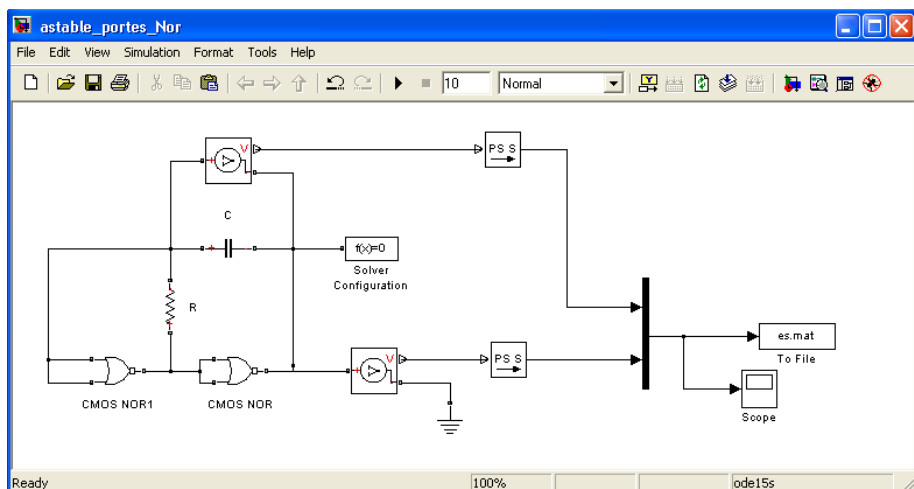 astable_portes_Nor
File Edit View Simulation Format Tools Help
10 Normal
V
PS S
C
f(x)=0
Solver
Configuration
R
es.mat
To File
V
PS S
CMOS NOR1
CMOS NOR
Scope
Ready
100%
ode15s